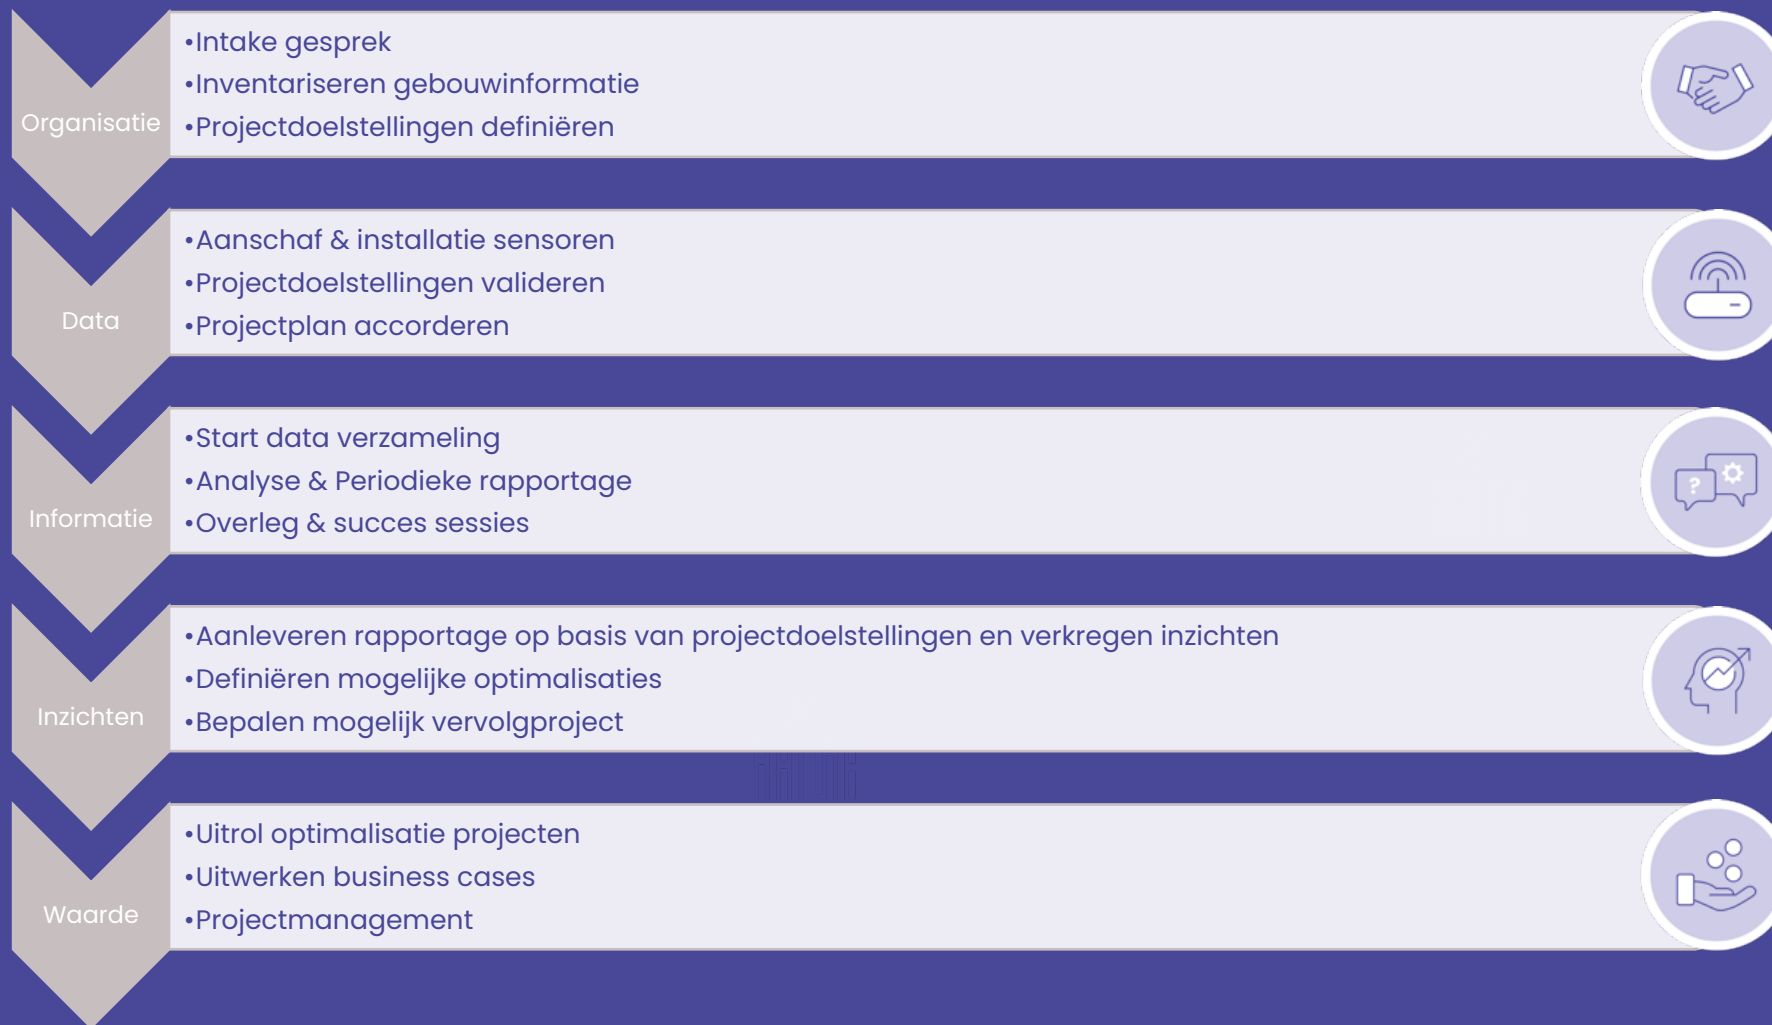 •Intake gesprek
•Inventariseren gebouwinformatie
Organisatie
•Projectdoelstellingen definiëren
•Aanschaf & installatie sensoren
•Projectdoelstellingen valideren
Data
•Projectplan accorderen
•Start data verzameling
•Analyse & Periodieke rapportage
Informatie
•Overleg & succes sessies
•Aanleveren rapportage op basis van projectdoelstellingen en verkregen inzichten
•Definiëren mogelijke optimalisaties
Inzichten
•Bepalen mogelijk vervolgproject
•Uitrol optimalisatie projecten
•Uitwerken business cases
Waarde
•Projectmanagement
?